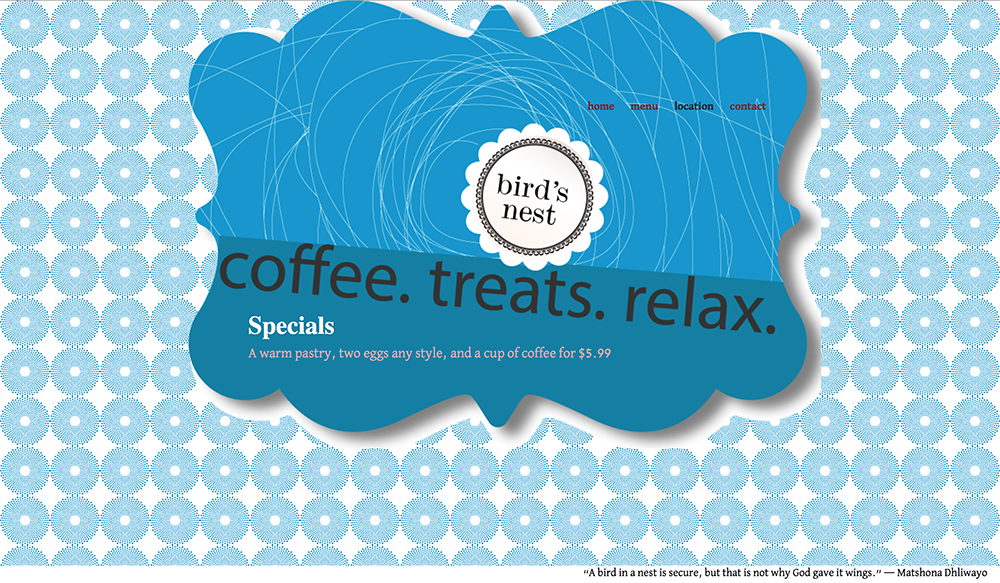 home menu location contact
bird's
nest
coffee. treats. relax.
Specials
A warm pastry, two eggs any style, and a cup of coffee for $5.99
“A bird in a nest is secure, but that is not why God gave it wings.” — Matshona Dhliwayo